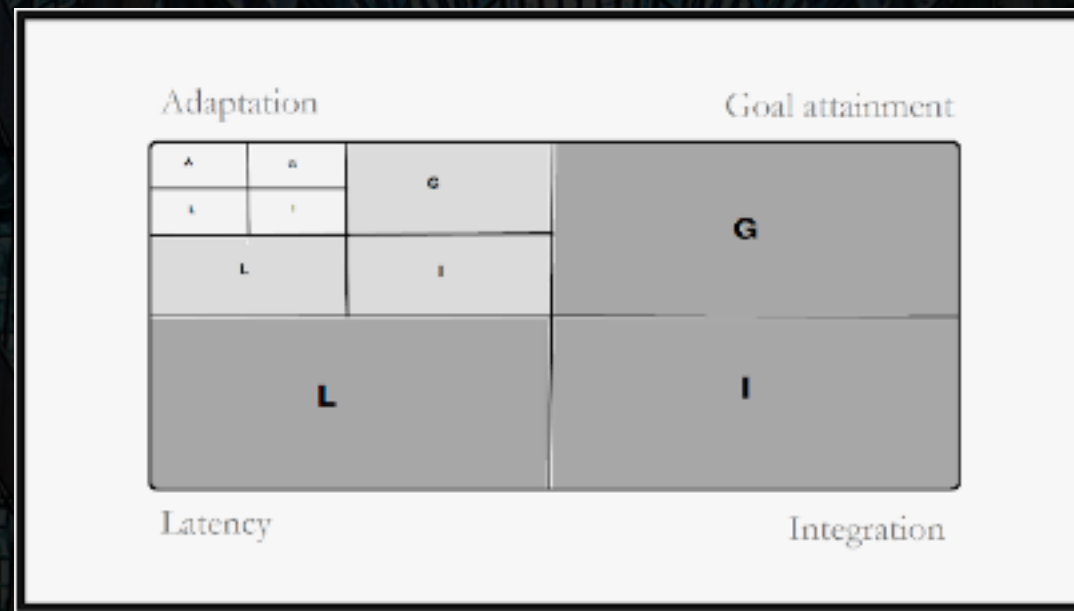 Adaptation
Goal attainment
A G
G
L I
L
I
G
L
I
Latency
Integration